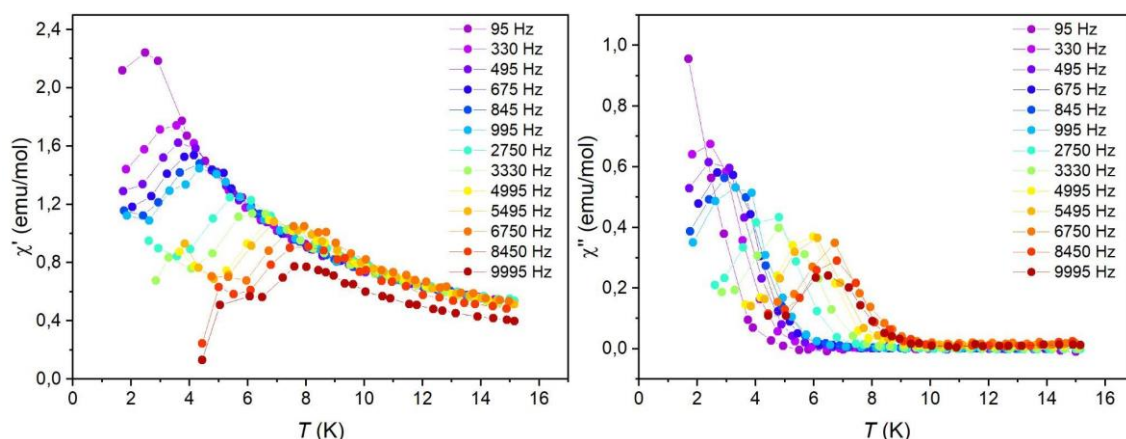 2,4
2,0
1,6
1,2
0,8
0,4
0,0
χ' (emu/mol)
0 2 4 6 8 10 12 14 16
T (K)
95 Hz
330 Hz
495 Hz
675 Hz
845 Hz
995 Hz
2750 Hz
3330 Hz
4995 Hz
5495 Hz
6750 Hz
8450 Hz
9995 Hz
1,0
0,8
0,6
0,4
0,2
0,0
χ'' (emu/mol)
0 2 4 6 8 10 12 14 16
T (K)
95 Hz
330 Hz
495 Hz
675 Hz
845 Hz
995 Hz
2750 Hz
3330 Hz
4995 Hz
5495 Hz
6750 Hz
8450 Hz
9995 Hz